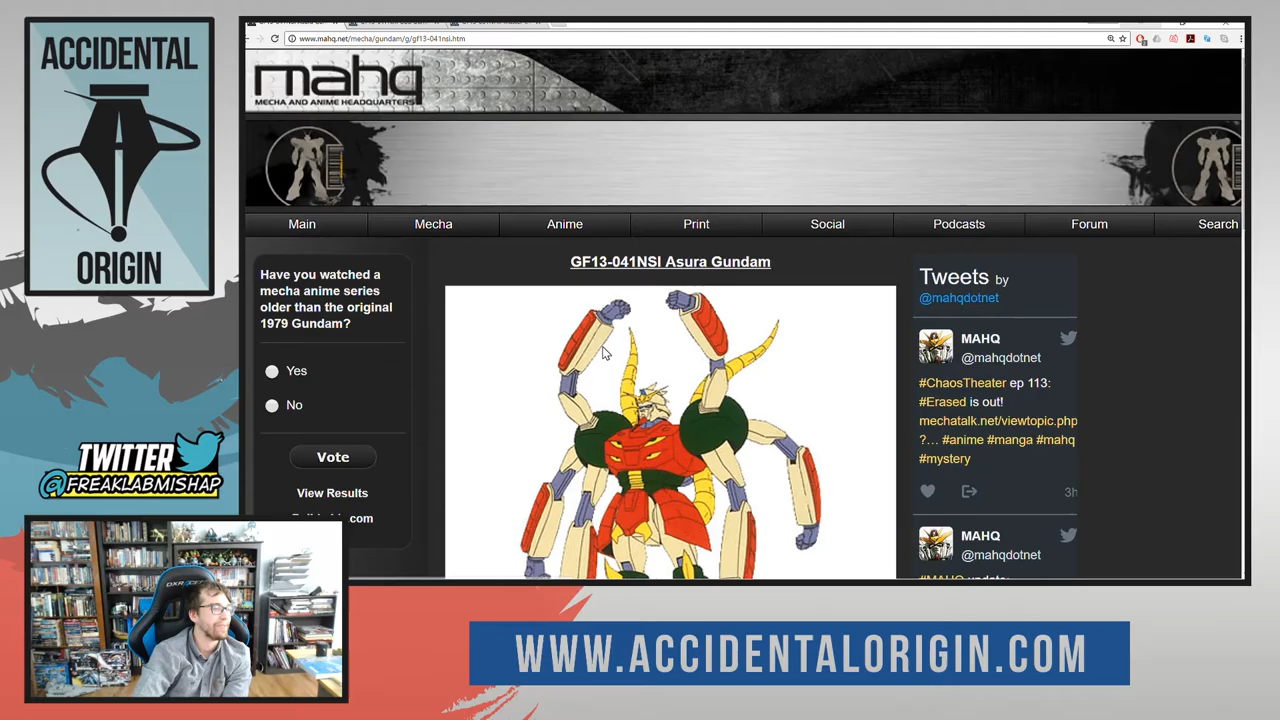 ACCIDENTAL
ORIGIN
TWITTER
@FREAKLABMISHAP
www.mahq.net/mecha/gundam/g/gf13-041nsi.htm
mahq
MECHA AND ANIME HEADQUARTERS
Main Mecha Anime Print Social Podcasts Forum Search
Have you watched a
mecha anime series
older than the original
1979 Gundam?
Yes
No
Vote
View Results
GF13-041NSI Asura Gundam
Tweets by
@mahqdotnet
MAHQ
@mahqdotnet
#ChaosTheater ep 113:
#Erased is out!
mechatalk.net/viewtopic.php
?… #anime #manga #mahq
#mystery
3h
MAHQ
@mahqdotnet
#MAHQ update:
DXRACER
WWW.ACCIDENTALORIGIN.COM